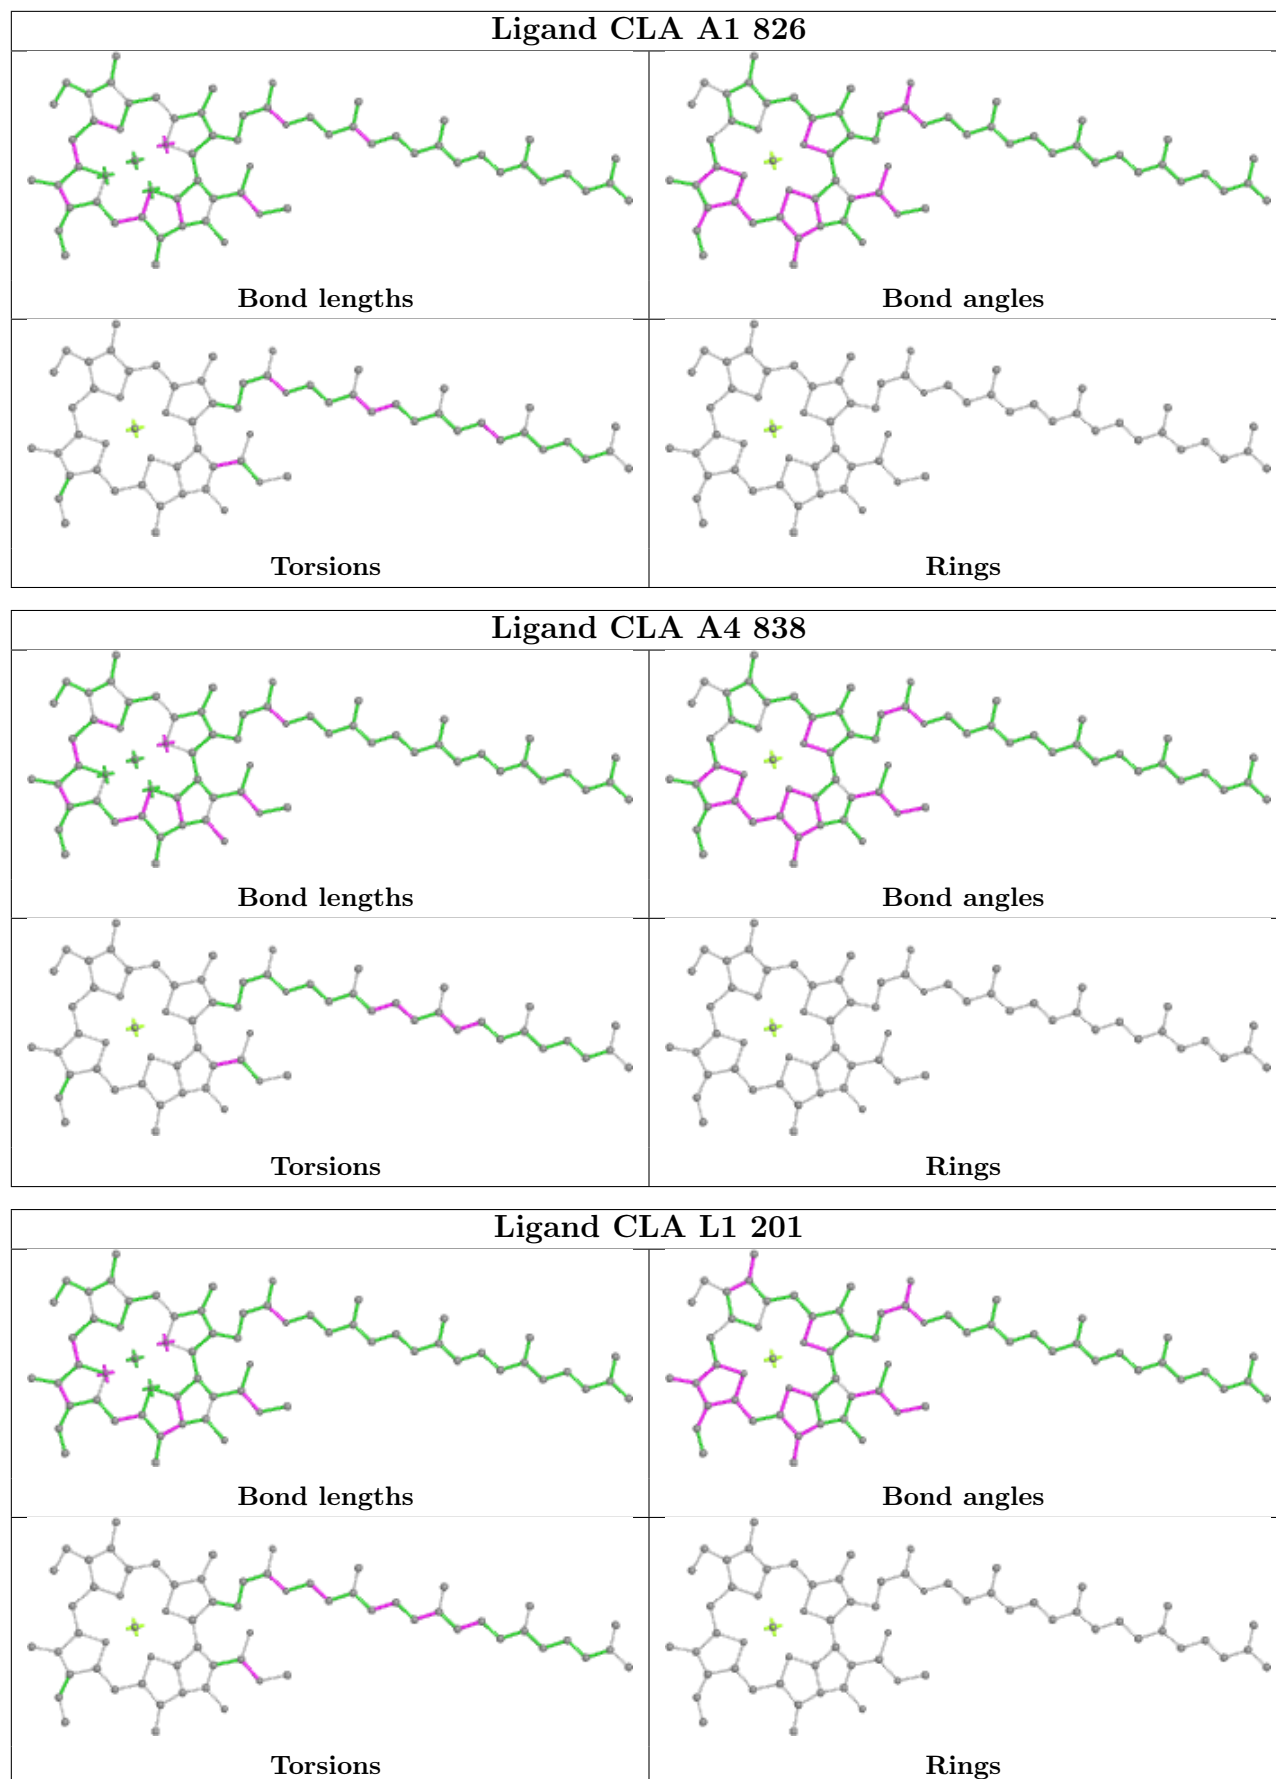 Ligand CLA A1 826
Bond lengths
Bond angles
Torsions
Rings
Ligand CLA A4 838
Bond lengths
Bond angles
Torsions
Rings
Ligand CLA L1 201
Bond lengths
Bond angles
Torsions
Rings